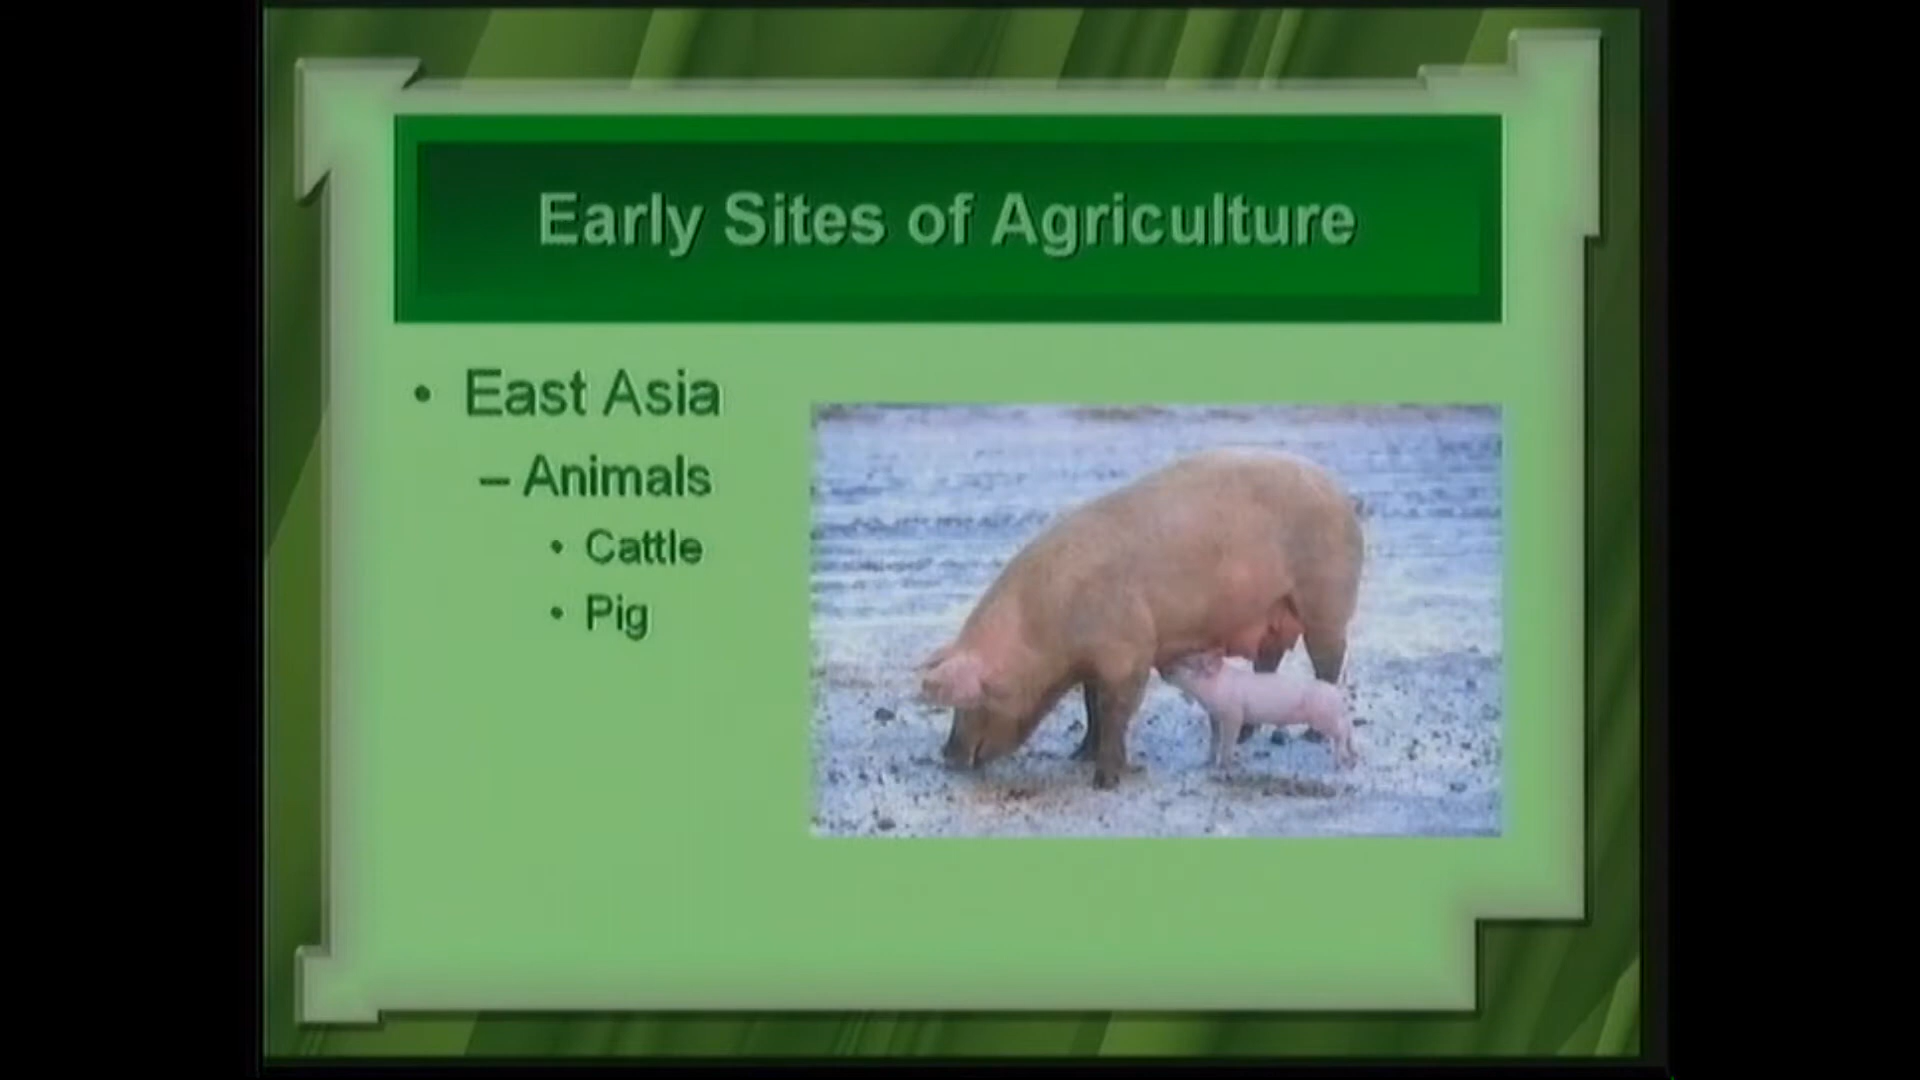 Early Sites of Agriculture
• East Asia
– Animals
• Cattle
• Pig